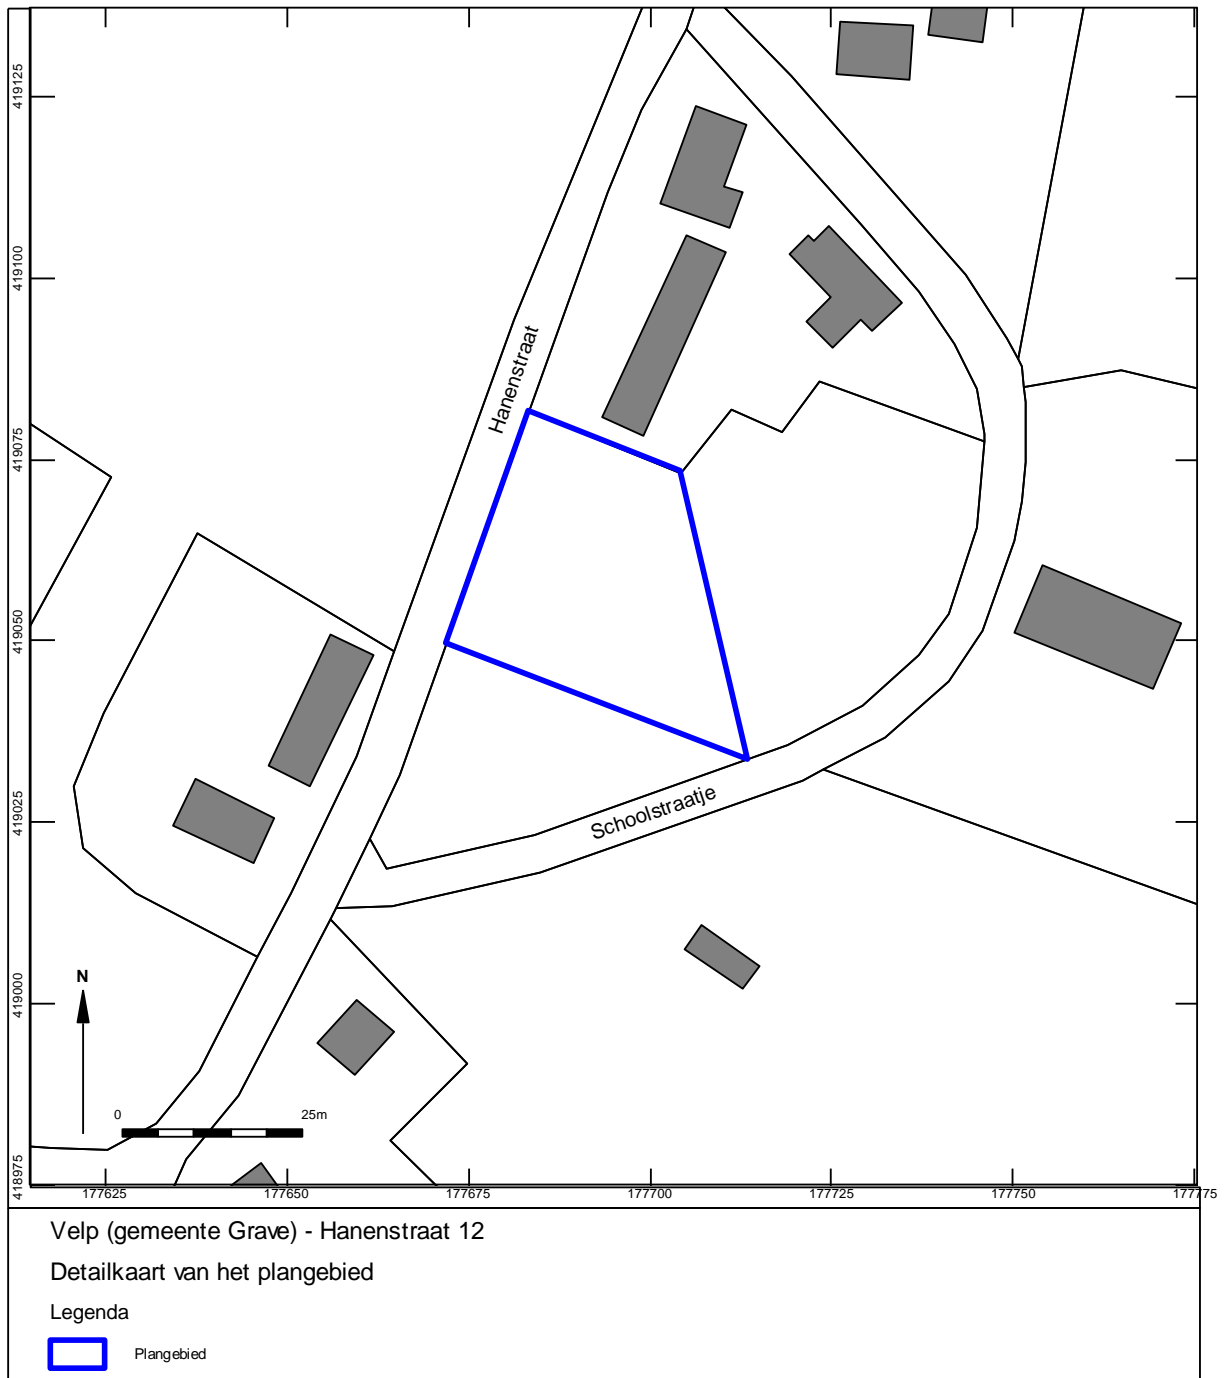 419125
419100
419075
419050
419025
419000
418975
Hanenstraat
Schoolstraatje
N
0 25m
177625 177650 177675 177700 177725 177750 177775
Velp (gemeente Grave) - Hanenstraat 12
Detailkaart van het plangebied
Legenda
Plangebied